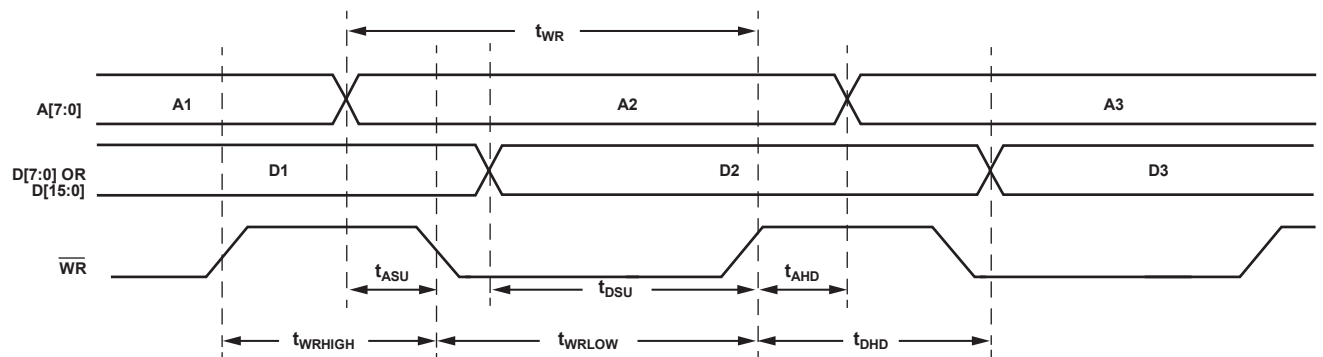 tWR
A[7:0]
A1
A2
A3
D[7:0] OR
D[15:0]
D1
D2
D3
WR
tASU
tDSU
tAHD
tWRHIGH
tWRLOW
tDHD